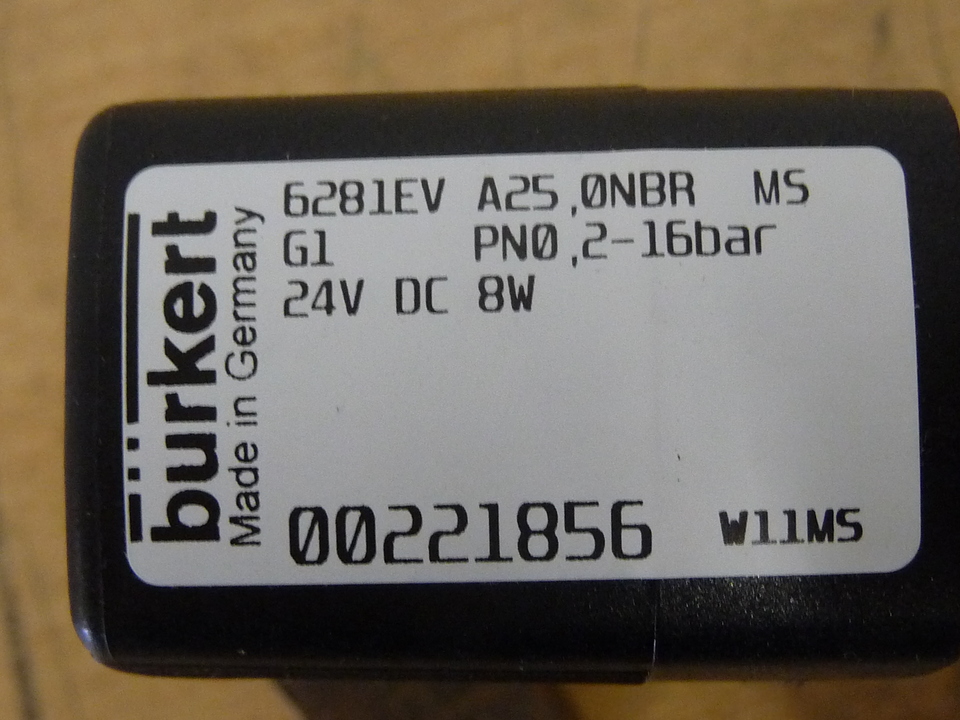 bürkert
Made in Germany
6281EV A25,0NBR MS
G1 PN0,2-16bar
24V DC 8W
00221856 W11MS